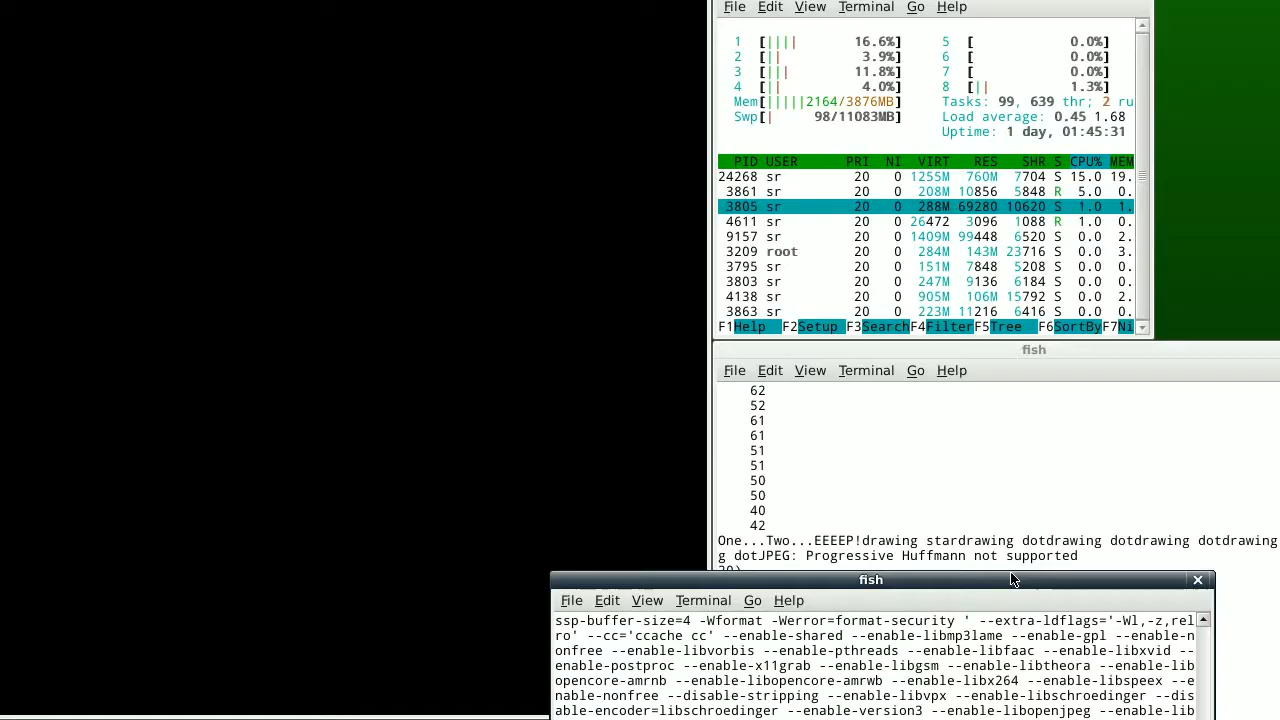 File Edit View Terminal Go Help
1 [|||| 16.6%] 5 [ 0.0%]
2 [|| 3.9%] 6 [ 0.0%]
3 [||| 11.8%] 7 [ 0.0%]
4 [|| 4.0%] 8 [|| 1.3%]
Mem[|||||2164/3876MB] Tasks: 99, 639 thr; 2 ru
Swp[| 98/11083MB] Load average: 0.45 1.68
Uptime: 1 day, 01:45:31
PID USER PRI NI VIRT RES SHR S CPU% MEM
24268 sr 20 0 1255M 760M 7704 S 15.0 19.
3861 sr 20 0 208M 10856 5848 R 5.0 0.
3805 sr 20 0 288M 69280 10620 S 1.0 1.
4611 sr 20 0 26472 3096 1088 R 1.0 0.
9157 sr 20 0 1409M 99448 6520 S 0.0 2.
3209 root 20 0 284M 143M 23716 S 0.0 3.
3795 sr 20 0 151M 7848 5208 S 0.0 0.
3803 sr 20 0 247M 9136 6184 S 0.0 0.
4138 sr 20 0 905M 106M 15792 S 0.0 2.
3863 sr 20 0 223M 11216 6416 S 0.0 0.
F1Help F2Setup F3SearchF4FilterF5Tree F6SortByF7Ni
fish
File Edit View Terminal Go Help
62
52
61
61
51
51
50
50
40
42
One...Two...EEEEP!drawing stardrawing dotdrawing dotdrawing dotdrawing
g dotJPEG: Progressive Huffmann not supported
fish
File Edit View Terminal Go Help
ssp-buffer-size=4 -Wformat -Werror=format-security ' --extra-ldflags='-Wl,-z,rel
ro' --cc='ccache cc' --enable-shared --enable-libmp3lame --enable-gpl --enable-n
onfree --enable-libvorbis --enable-pthreads --enable-libfaac --enable-libxvid --
enable-postproc --enable-x11grab --enable-libgsm --enable-libtheora --enable-lib
opencore-amrnb --enable-libopencore-amrwb --enable-libx264 --enable-libspeex --e
nable-nonfree --disable-stripping --enable-libvpx --enable-libschroedinger --dis
able-encoder=libschroedinger --enable-version3 --enable-libopenjpeg --enable-lib